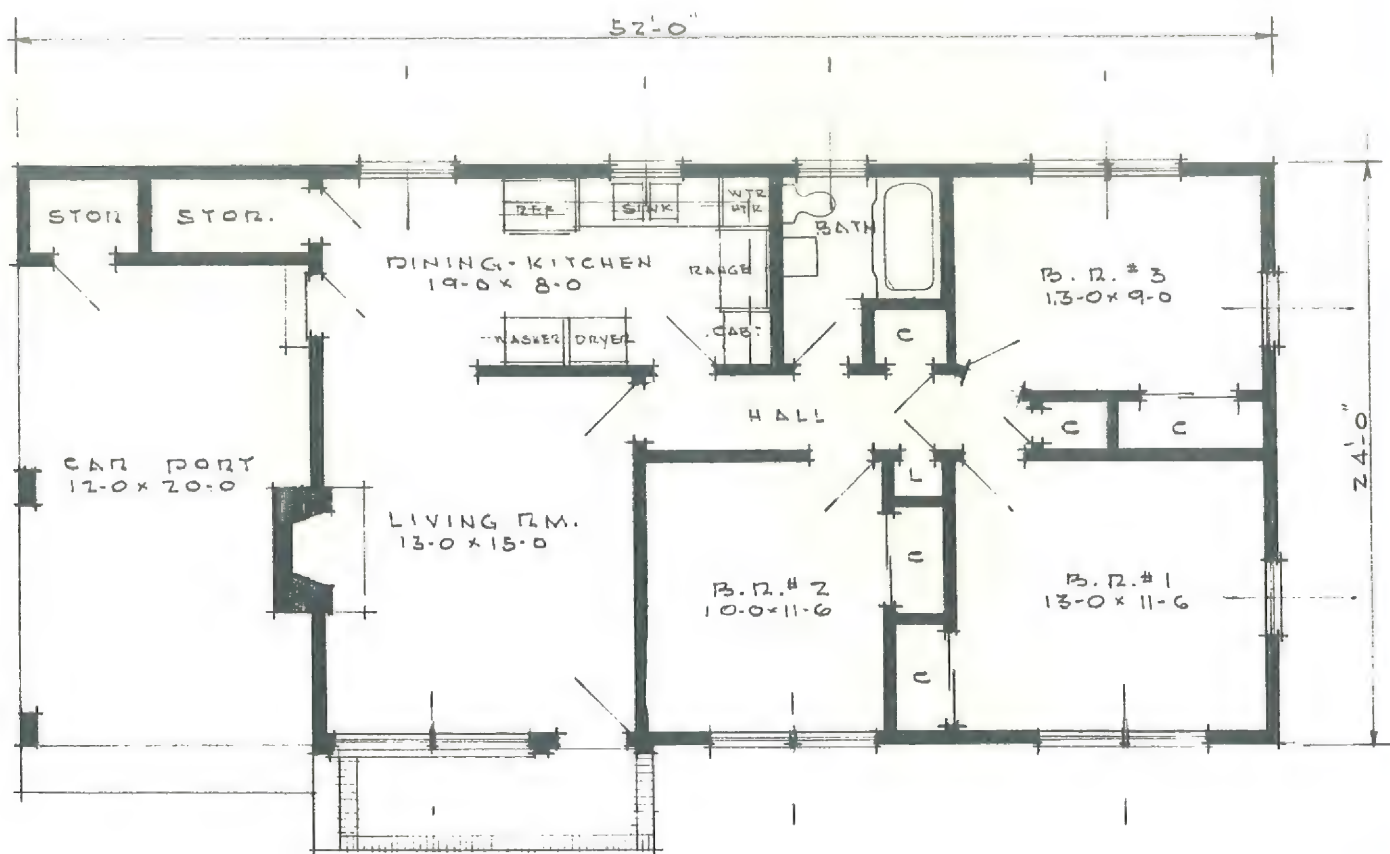 52'-0"
STOR
STOR.
REF
SINK
WTR
HTR
BATH
DINING-KITCHEN
19-0 x 8-0
RANGE
B.R. #3
13-0 x 9-0
WASHER
DRYER
CABT
C
HALL
C
C
CAR PORT
12-0 x 20-0
L
24'-0"
LIVING RM.
13-0 x 15-0
C
B.R. #2
10-0 x 11-6
B.R. #1
13-0 x 11-6
C